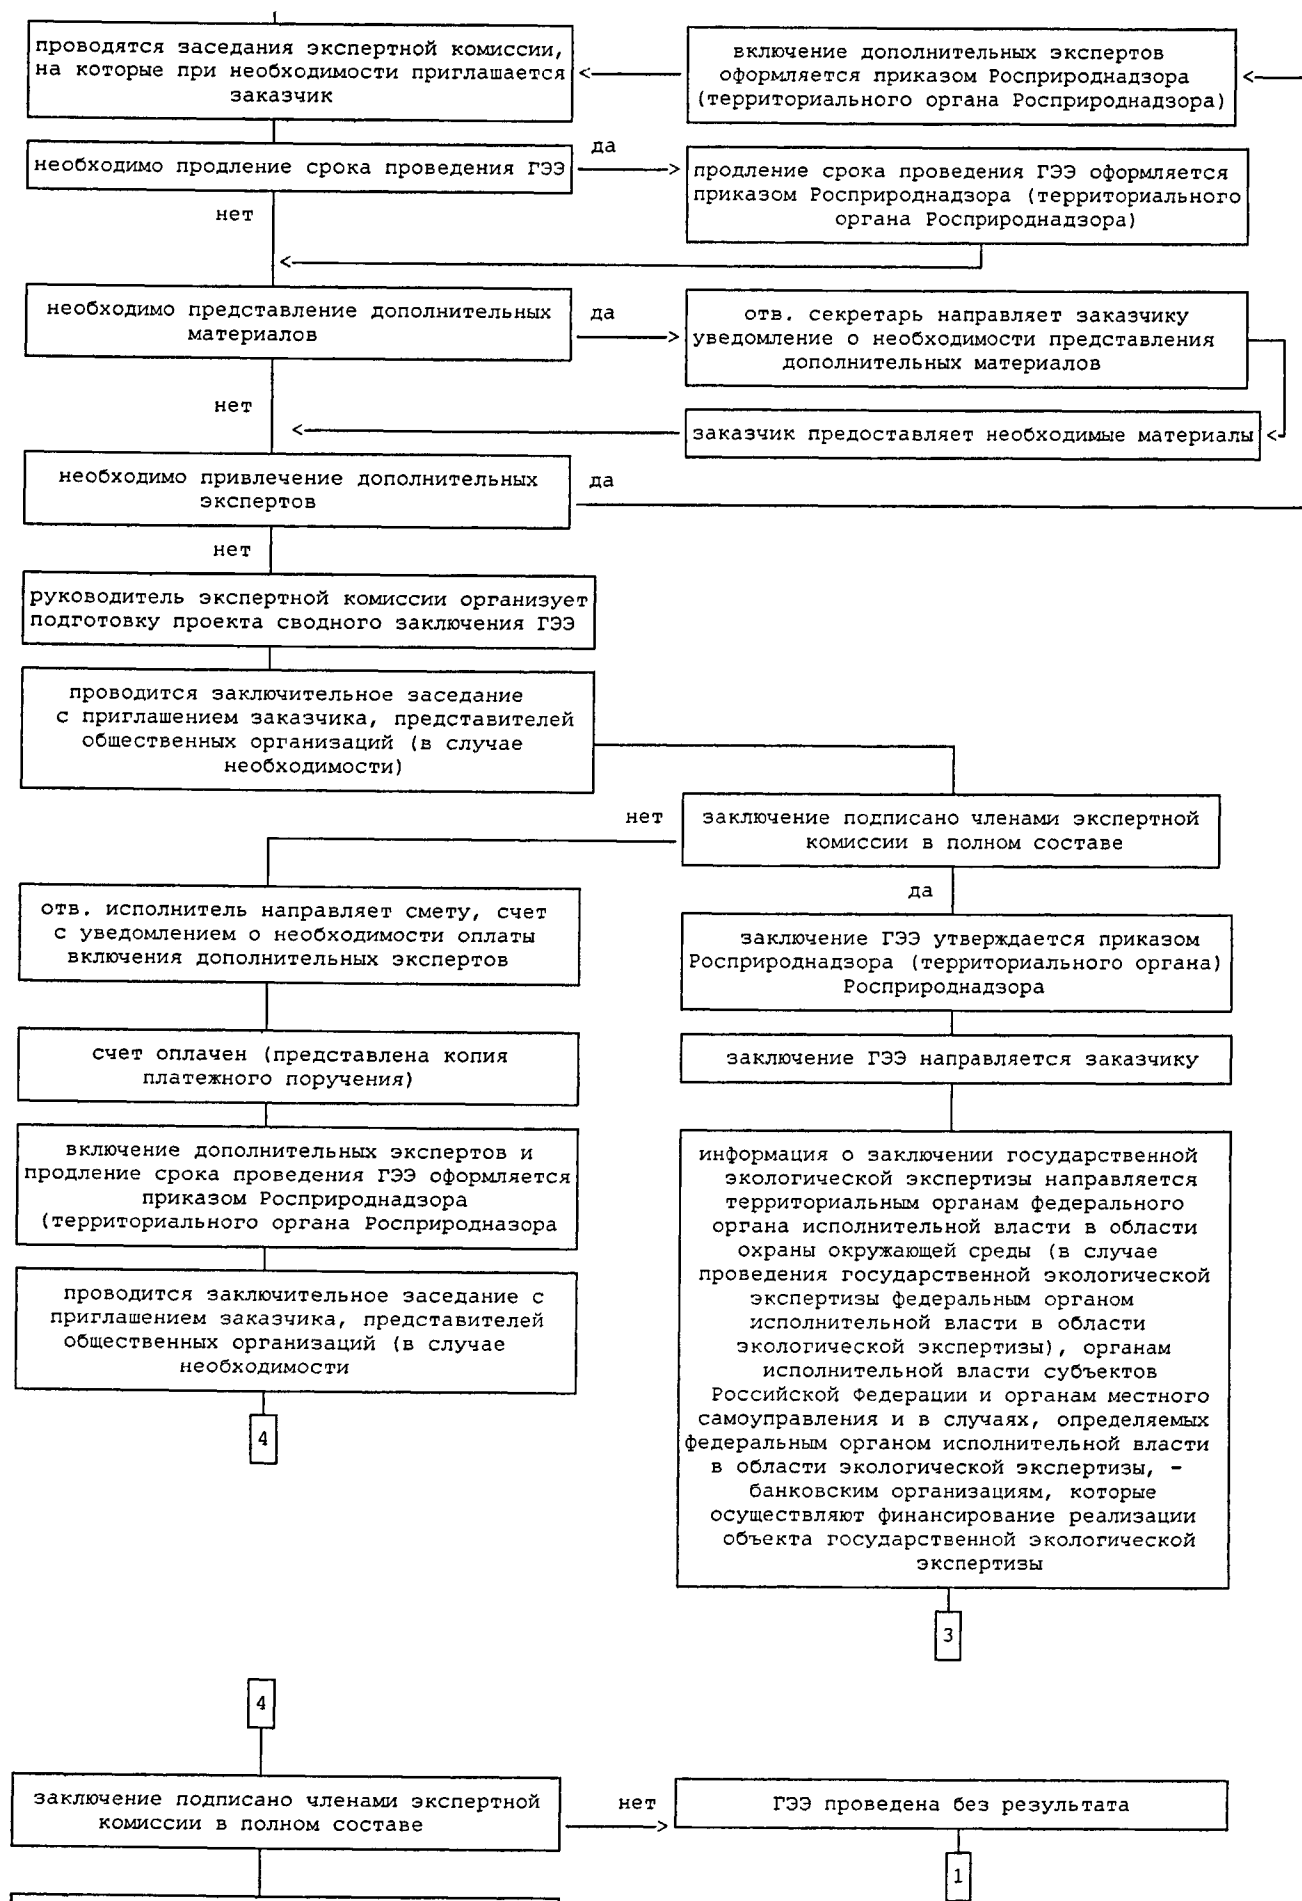 проводятся заседания экспертной комиссии,
на которые при необходимости приглашается
заказчик
включение дополнительных экспертов
оформляется приказом Росприроднадзора
(территориального органа Росприроднадзора)
необходимо продление срока проведения ГЭЭ
да
продление срока проведения ГЭЭ оформляется
приказом Росприроднадзора (территориального
органа Росприроднадзора)
нет
необходимо представление дополнительных
материалов
да
отв. секретарь направляет заказчику
уведомление о необходимости представления
дополнительных материалов
нет
заказчик предоставляет необходимые материалы
необходимо привлечение дополнительных
экспертов
да
нет
руководитель экспертной комиссии организует
подготовку проекта сводного заключения ГЭЭ
проводится заключительное заседание
с приглашением заказчика, представителей
общественных организаций (в случае
необходимости)
нет
заключение подписано членами экспертной
комиссии в полном составе
да
отв. исполнитель направляет смету, счет
с уведомлением о необходимости оплаты
включения дополнительных экспертов
заключение ГЭЭ утверждается приказом
Росприроднадзора (территориального органа)
Росприроднадзора
счет оплачен (представлена копия
платежного поручения)
заключение ГЭЭ направляется заказчику
включение дополнительных экспертов и
продление срока проведения ГЭЭ оформляется
приказом Росприроднадзора
(территориального органа Росприродназора
проводится заключительное заседание с
приглашением заказчика, представителей
общественных организаций (в случае
необходимости
4
информация о заключении государственной
экологической экспертизы направляется
территориальным органам федерального
органа исполнительной власти в области
охраны окружающей среды (в случае
проведения государственной экологической
экспертизы федеральным органом
исполнительной власти в области
экологической экспертизы), органам
исполнительной власти субъектов
Российской Федерации и органам местного
самоуправления и в случаях, определяемых
федеральным органом исполнительной власти
в области экологической экспертизы, -
банковским организациям, которые
осуществляют финансирование реализации
объекта государственной экологической
экспертизы
3
4
заключение подписано членами экспертной
комиссии в полном составе
нет
ГЭЭ проведена без результата
1